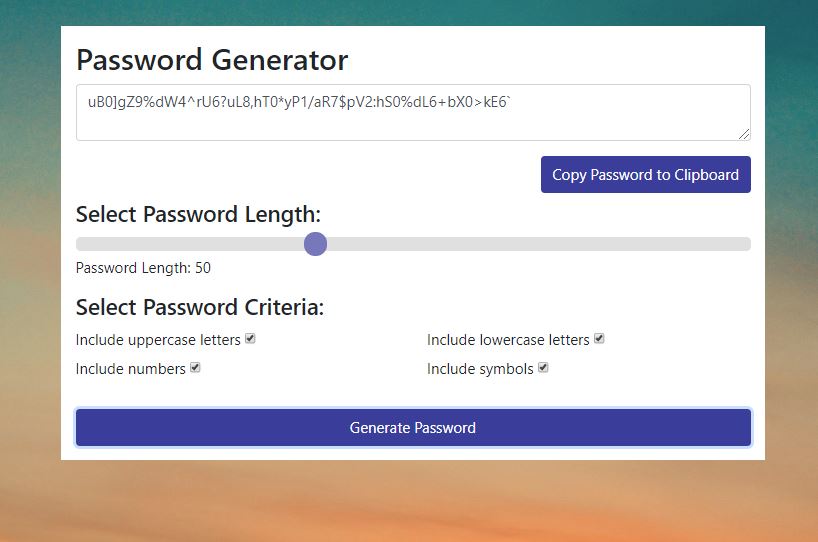 Password Generator
uB0]gZ9%dW4^rU6?uL8,hT0*yP1/aR7$pV2:hS0%dL6+bX0>kE6`
Copy Password to Clipboard
Select Password Length:
Password Length: 50
Select Password Criteria:
Include uppercase letters
Include lowercase letters
Include numbers
Include symbols
Generate Password